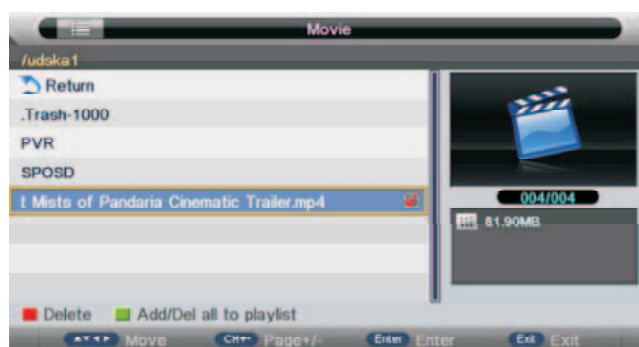 Movie
/udska1
Return
.Trash-1000
PVR
SPOSD
t Mists of Pandaria Cinematic Trailer.mp4
004/004
81.90MB
Delete Add/Del all to playlist
Move CH+- Page+/- Enter Enter Exit Exit